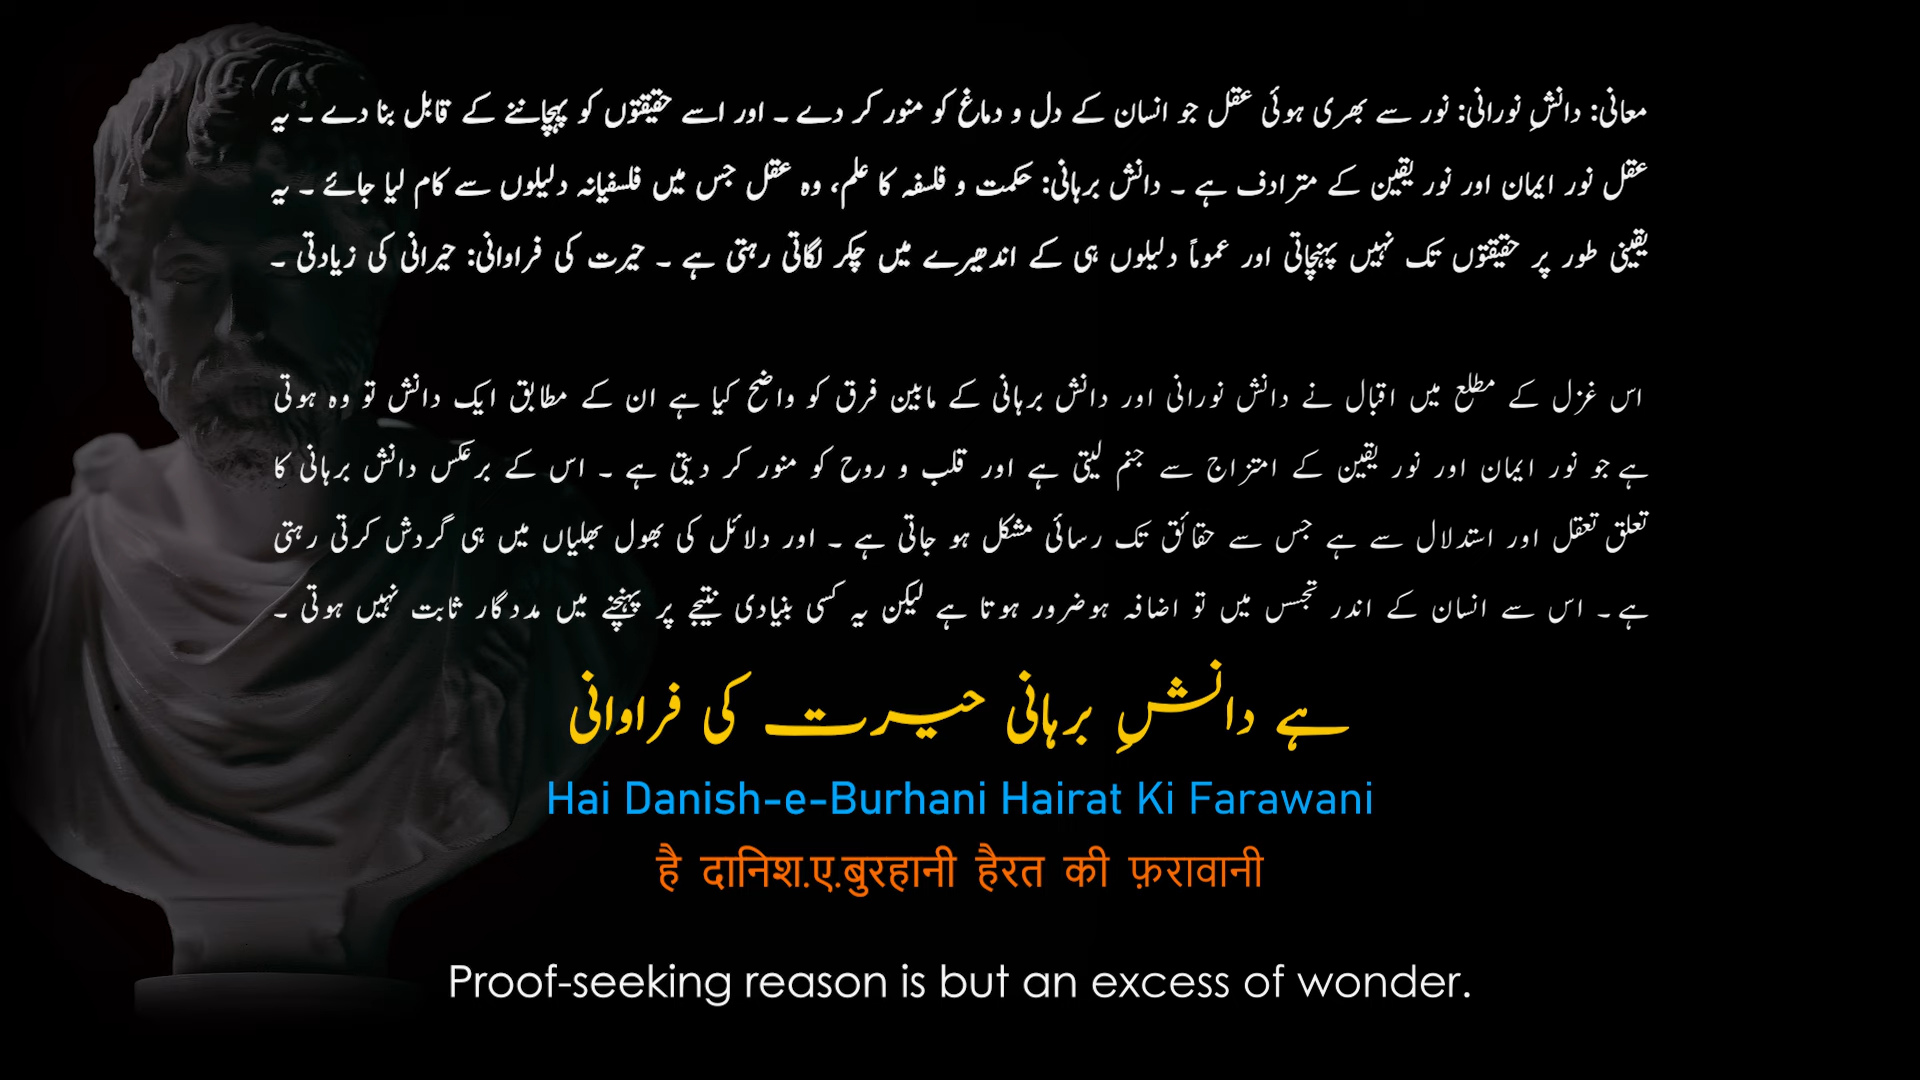 معانی: دانشِ نورانی: نور سے بھری ہوئی عقل جو انسان کے دل و دماغ کو منور کر دے ۔ اور اسے حقیقتوں کو پہچاننے کے قابل بنا دے ۔ یہ
عقل نور ایمان اور نور یقین کے مترادف ہے ۔ دانش برہانی: حکمت و فلسفہ کا علم، وہ عقل جس میں فلسفیانہ دلیلوں سے کام لیا جائے ۔ یہ
یقینی طور پر حقیقتوں تک نہیں پہنچاتی اور عموماً دلیلوں ہی کے اندھیرے میں چکر لگاتی رہتی ہے ۔ حیرت کی فراوانی: حیرانی کی زیادتی ۔
اس غزل کے مطلع میں اقبال نے دانش نورانی اور دانش برہانی کے مابین فرق کو واضح کیا ہے ان کے مطابق ایک دانش تو وہ ہوتی
ہے جو نور ایمان اور نور یقین کے امتزاج سے جنم لیتی ہے اور قلب و روح کو منور کر دیتی ہے ۔ اس کے برعکس دانش برہانی کا
تعلق تعقل اور استدلال سے ہے جس سے حقائق تک رسائی مشکل ہو جاتی ہے ۔ اور دلائل کی بھول بھلیاں میں ہی گردش کرتی رہتی
ہے ۔ اس سے انسان کے اندر تجسس میں تو اضافہ ہوضرور ہوتا ہے لیکن یہ کسی بنیادی نتیجے پر پہنچنے میں مددگار ثابت نہیں ہوتی ۔
ہے دانشِ برہانی حیرت کی فراوانی
Hai Danish-e-Burhani Hairat Ki Farawani
है दानिश.ए.बुरहानी हैरत की फ़रावानी
Proof-seeking reason is but an excess of wonder.